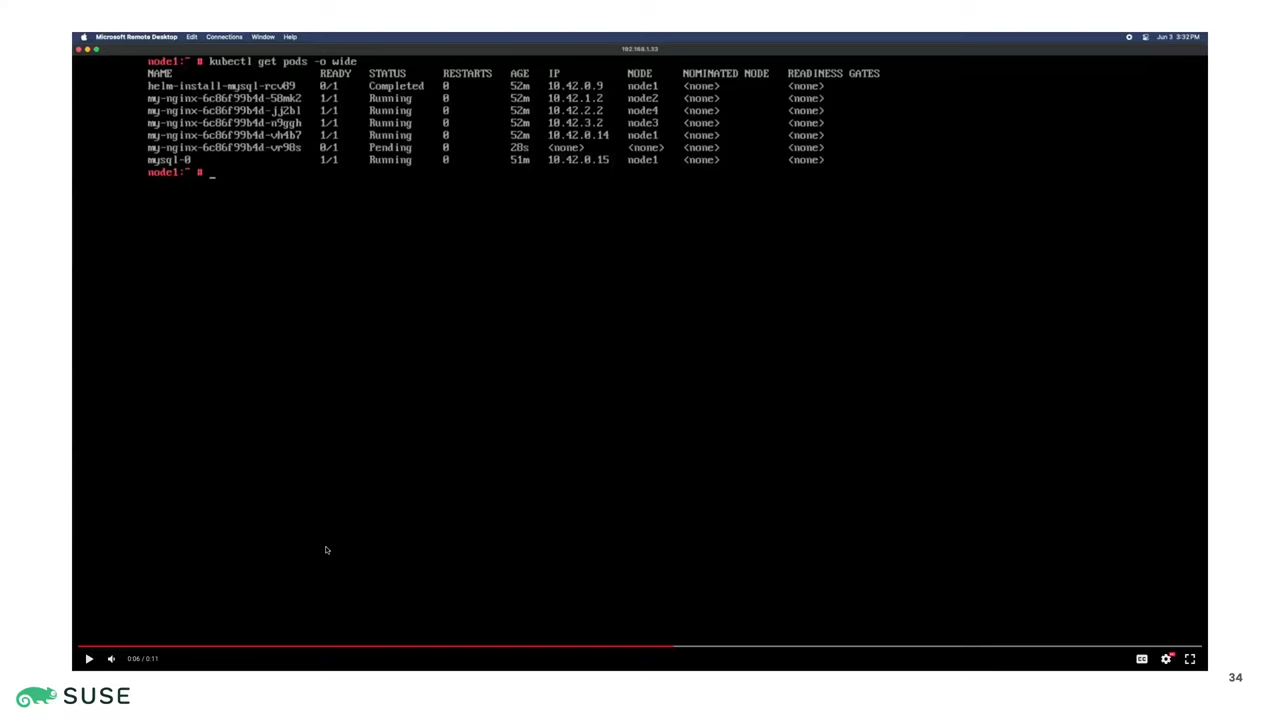 Microsoft Remote Desktop Edit Connections Window Help Jun 3 3:32 PM
192.168.1.33
node1:~ # kubectl get pods -o wide
NAME READY STATUS RESTARTS AGE IP NODE NOMINATED NODE READINESS GATES
helm-install-mysql-rcv09 0/1 Completed 0 52m 10.42.0.9 node1 <none> <none>
my-nginx-6c86f99b4d-58mk2 1/1 Running 0 52m 10.42.1.2 node2 <none> <none>
my-nginx-6c86f99b4d-jj2bl 1/1 Running 0 52m 10.42.2.2 node4 <none> <none>
my-nginx-6c86f99b4d-n9ggh 1/1 Running 0 52m 10.42.3.2 node3 <none> <none>
my-nginx-6c86f99b4d-vh4b7 1/1 Running 0 52m 10.42.0.14 node1 <none> <none>
my-nginx-6c86f99b4d-vr98s 0/1 Pending 0 28s <none> <none> <none> <none>
mysql-0 1/1 Running 0 51m 10.42.0.15 node1 <none> <none>
node1:~ # _
0:06 / 0:11 CC
34
SUSE